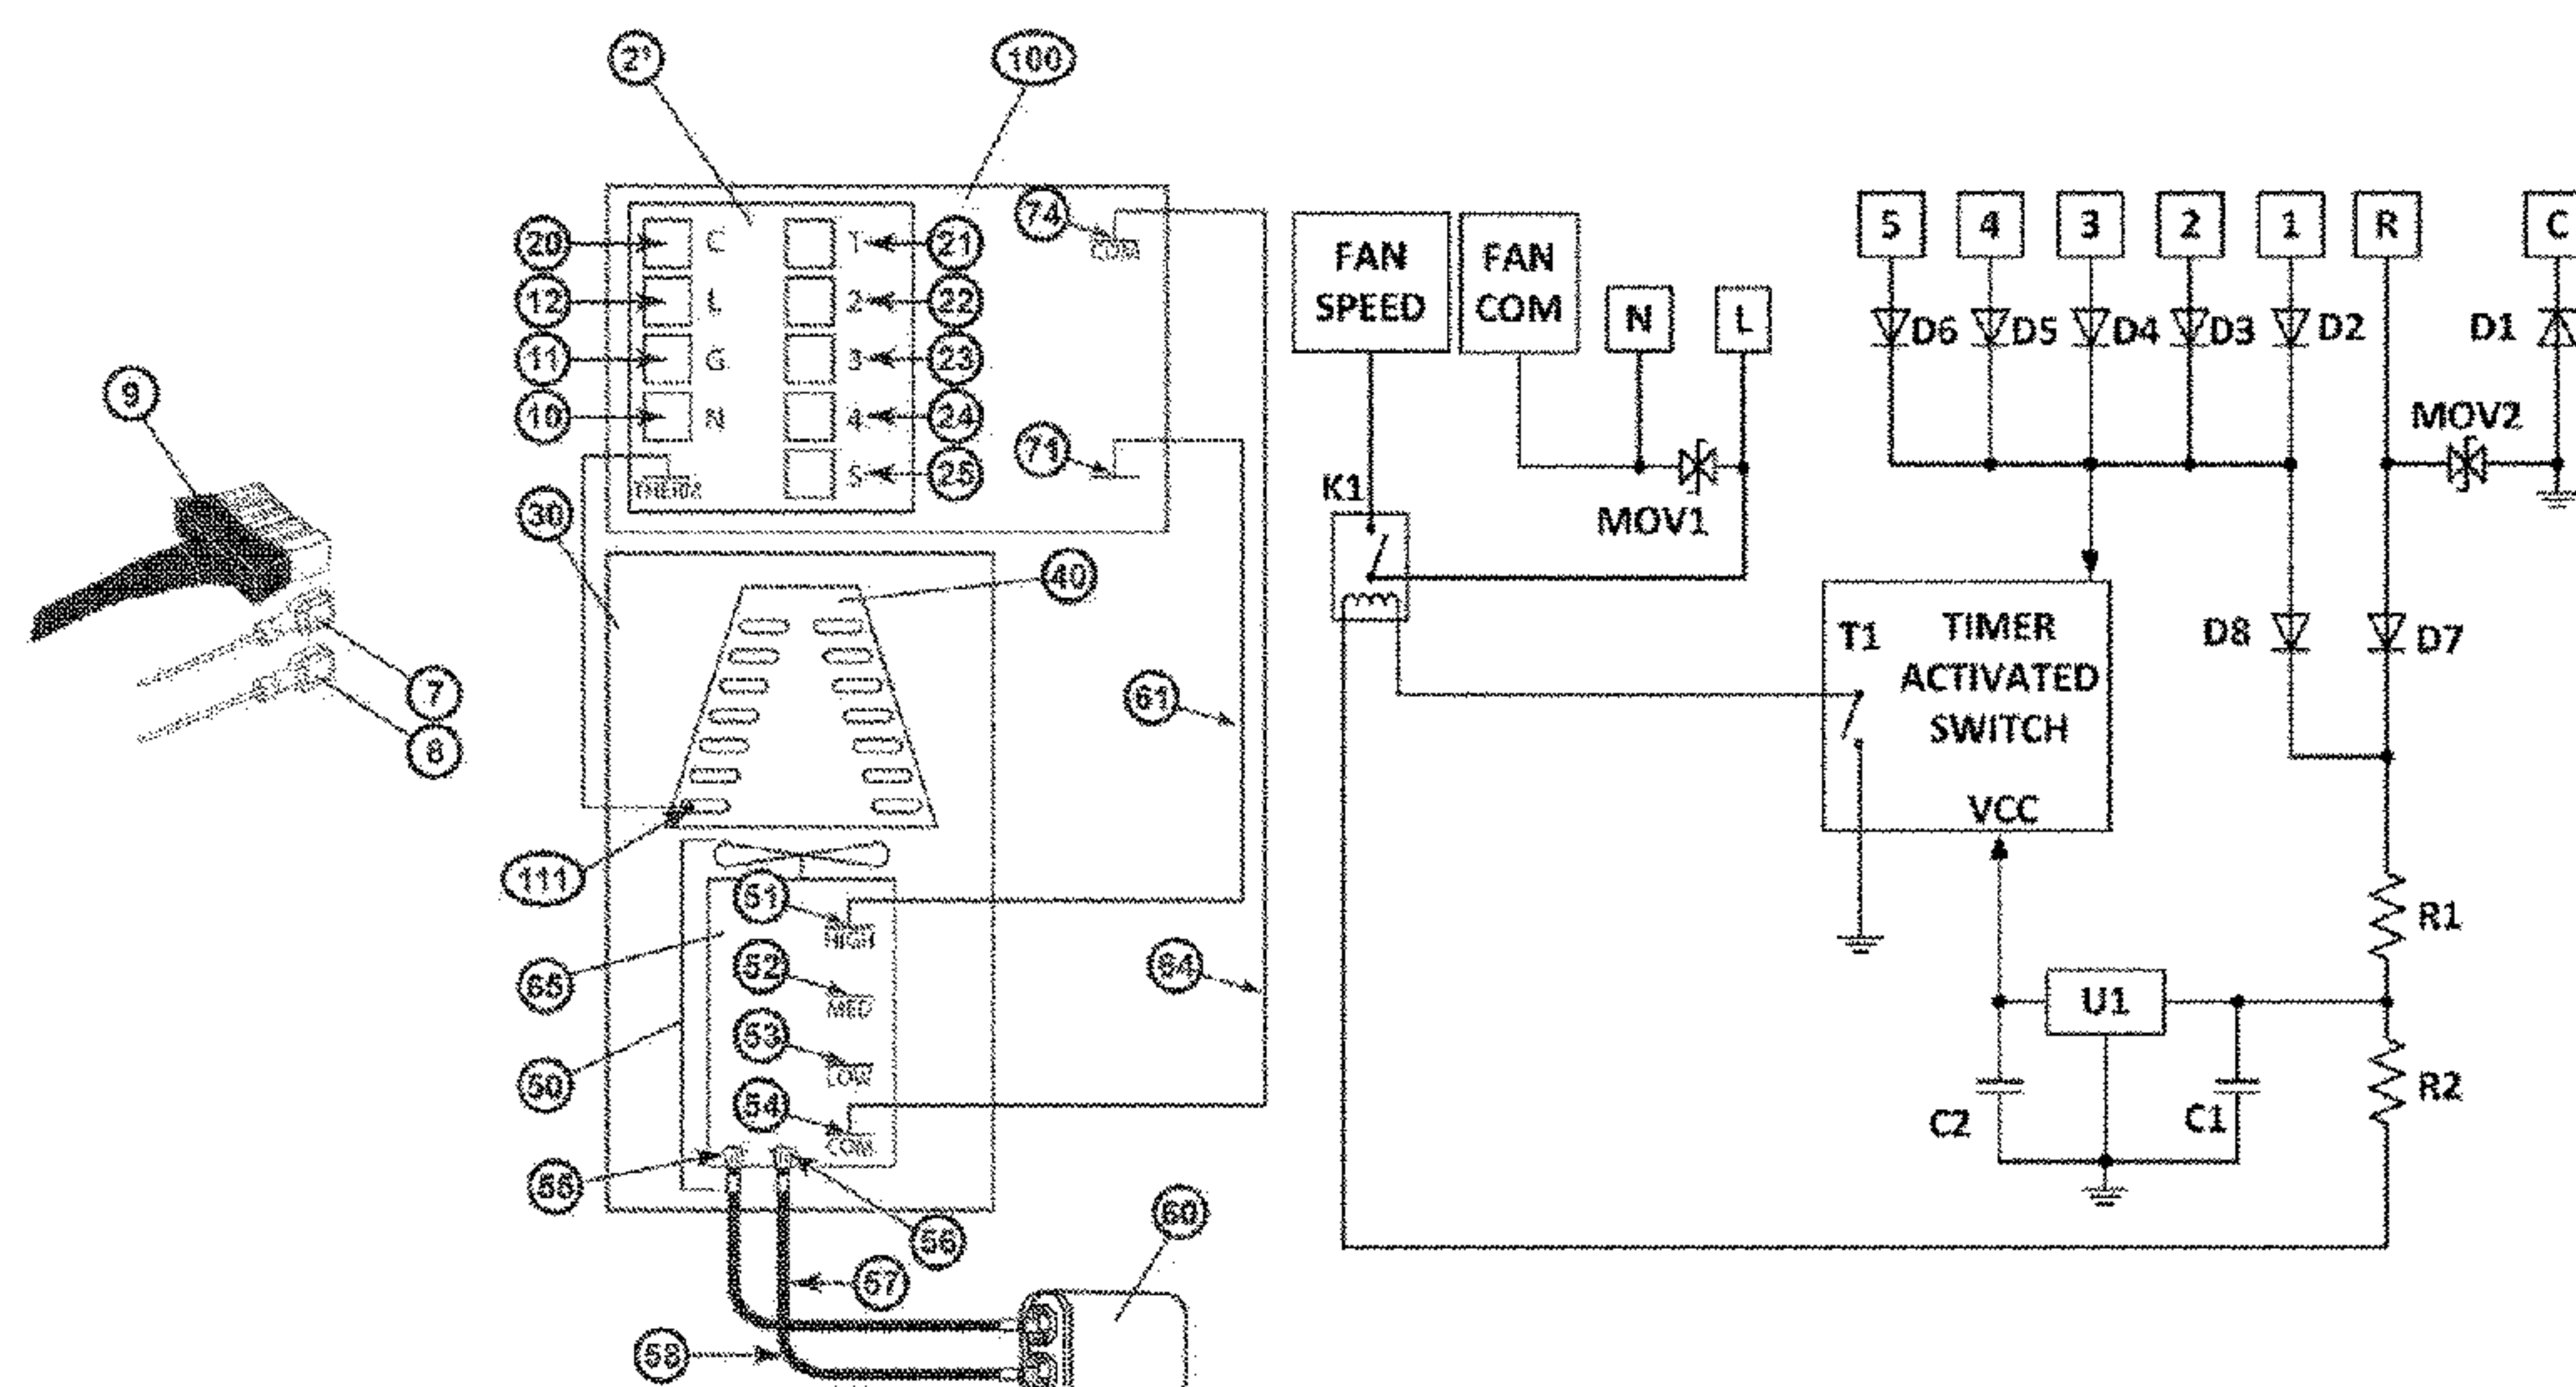 2' 100
20 C T 21 74 COM
12 L 2 22
11 G 3 23
10 N 4 24 71
5 25
9
30
40
7
8
61
111
51 HIGH
65
52 MED
64
53 LOW
50
54 COM
55
56
60
57
58
FAN SPEED
FAN COM
N
L
5 4 3 2 1 R C
D6 D5 D4 D3 D2 D1
MOV2
MOV1
K1
T1
TIMER
ACTIVATED
SWITCH
VCC
D8 D7
R1
U1
R2
C2 C1